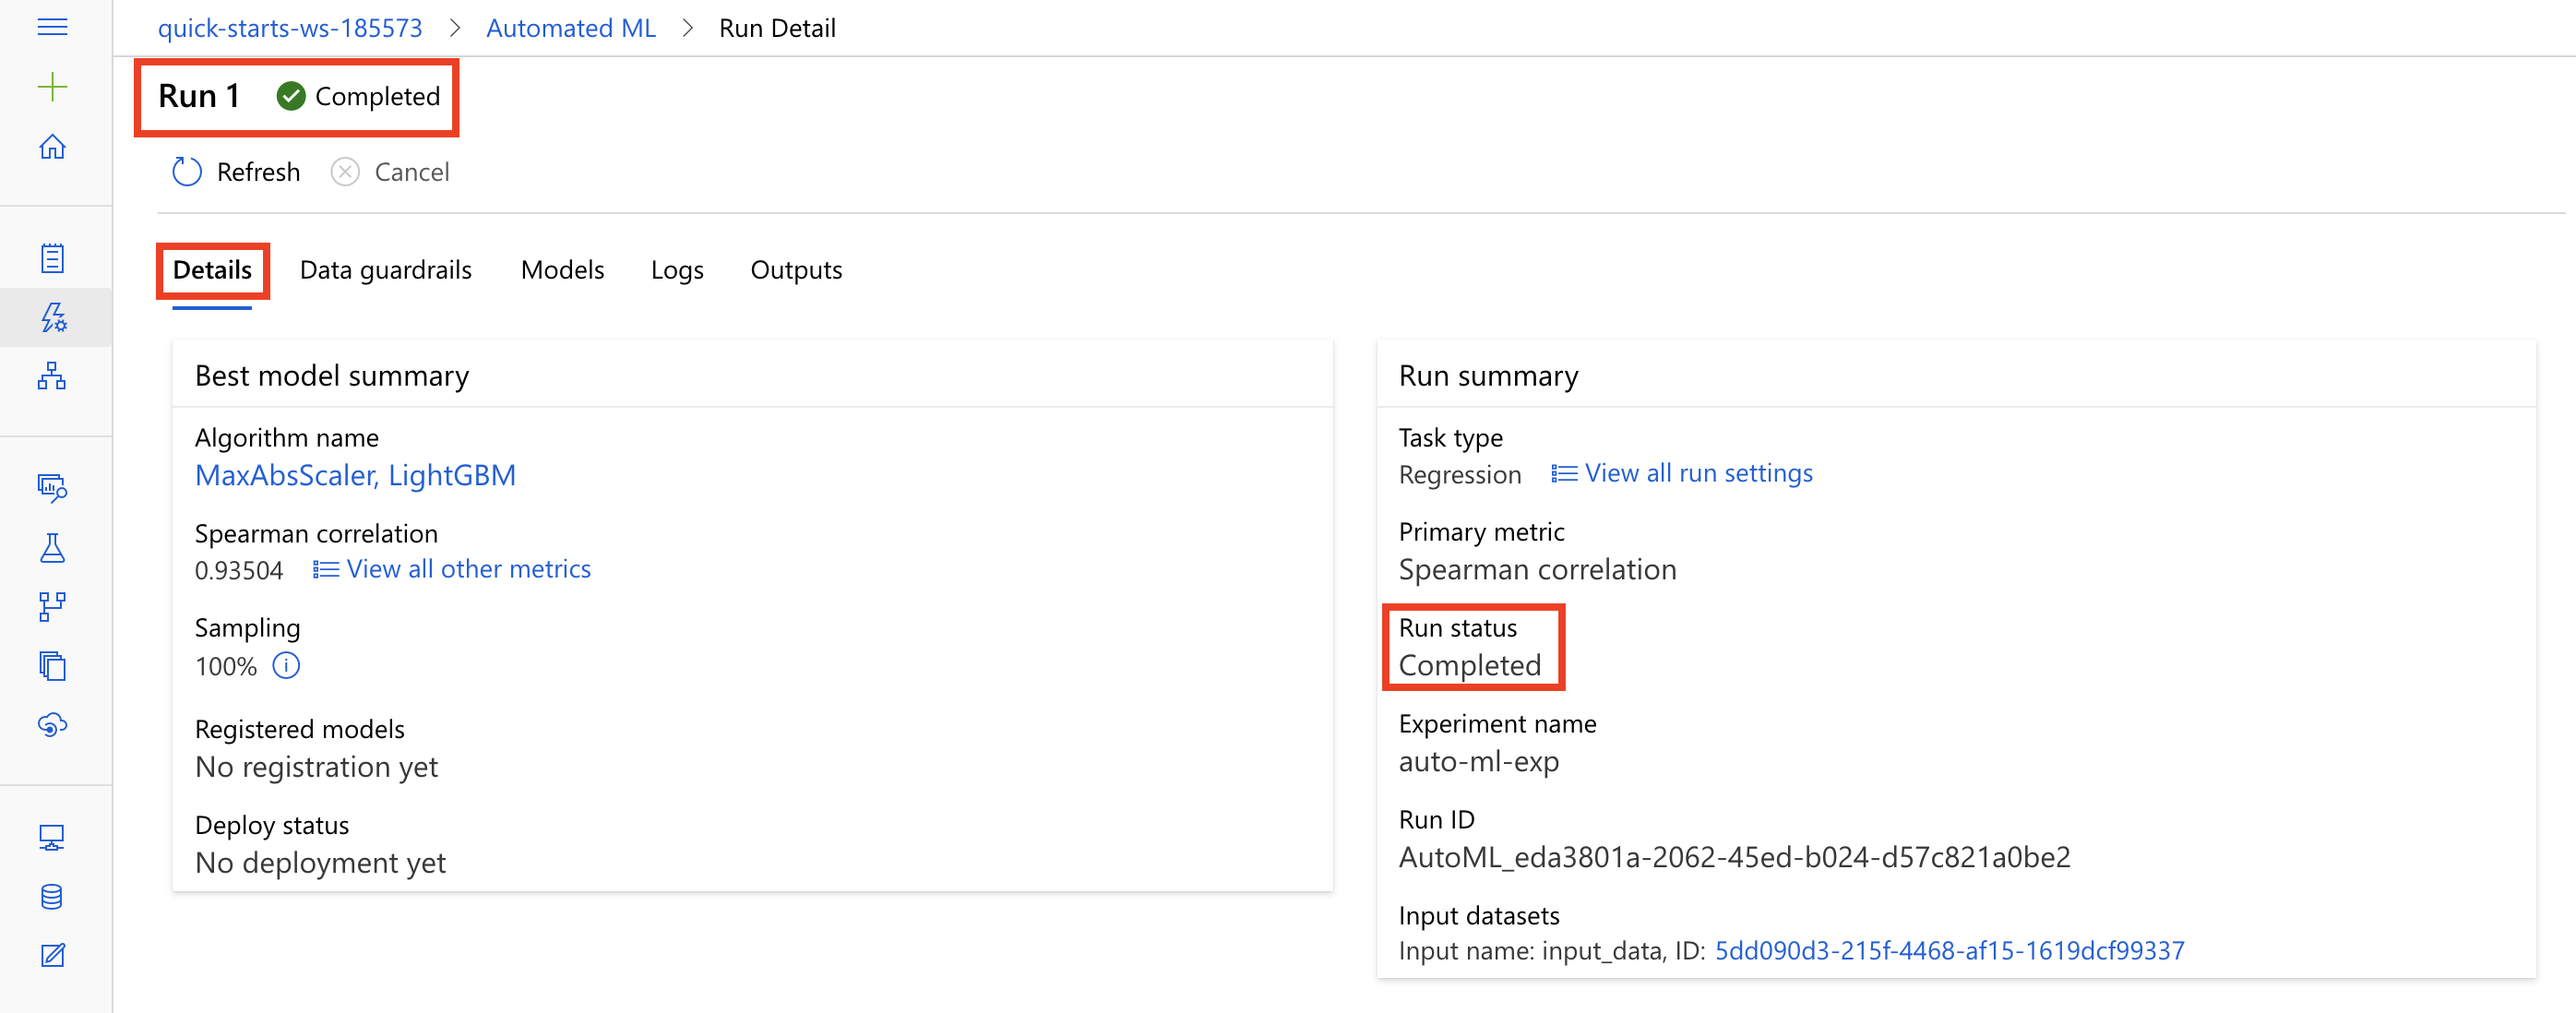 quick-starts-ws-185573 > Automated ML > Run Detail
Run 1 Completed
Refresh Cancel
Details Data guardrails Models Logs Outputs
Best model summary
Algorithm name
MaxAbsScaler, LightGBM
Spearman correlation
0.93504 View all other metrics
Sampling
100%
Registered models
No registration yet
Deploy status
No deployment yet
Run summary
Task type
Regression View all run settings
Primary metric
Spearman correlation
Run status
Completed
Experiment name
auto-ml-exp
Run ID
AutoML_eda3801a-2062-45ed-b024-d57c821a0be2
Input datasets
Input name: input_data, ID: 5dd090d3-215f-4468-af15-1619dcf99337